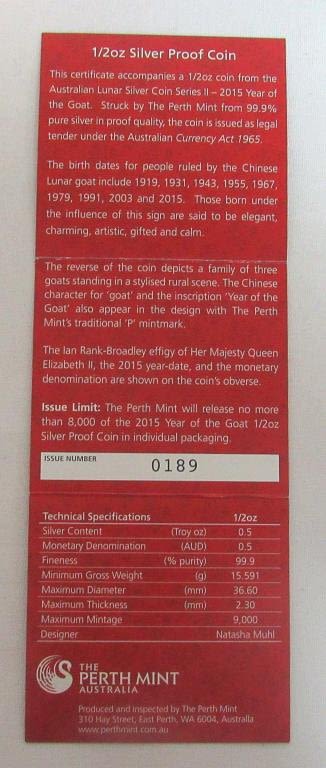 1/2oz Silver Proof Coin
This certificate accompanies a 1/2oz coin from the
Australian Lunar Silver Coin Series II – 2015 Year of
the Goat. Struck by The Perth Mint from 99.9%
pure silver in proof quality, the coin is issued as legal
tender under the Australian Currency Act 1965.
The birth dates for people ruled by the Chinese
Lunar goat include 1919, 1931, 1943, 1955, 1967,
1979, 1991, 2003 and 2015. Those born under
the influence of this sign are said to be elegant,
charming, artistic, gifted and calm.
The reverse of the coin depicts a family of three
goats standing in a stylised rural scene. The Chinese
character for 'goat' and the inscription 'Year of the
Goat' also appear in the design with The Perth
Mint's traditional 'P' mintmark.
The Ian Rank-Broadley effigy of Her Majesty Queen
Elizabeth II, the 2015 year-date, and the monetary
denomination are shown on the coin's obverse.
Issue Limit: The Perth Mint will release no more
than 8,000 of the 2015 Year of the Goat 1/2oz
Silver Proof Coin in individual packaging.
ISSUE NUMBER 0189
Technical Specifications 1/2oz
Silver Content (Troy oz) 0.5
Monetary Denomination (AUD) 0.5
Fineness (% purity) 99.9
Minimum Gross Weight (g) 15.591
Maximum Diameter (mm) 36.60
Maximum Thickness (mm) 2.30
Maximum Mintage 9,000
Designer Natasha Muhl
THE
PERTH MINT
AUSTRALIA
Produced and inspected by The Perth Mint
310 Hay Street, East Perth, WA 6004, Australia
www.perthmint.com.au